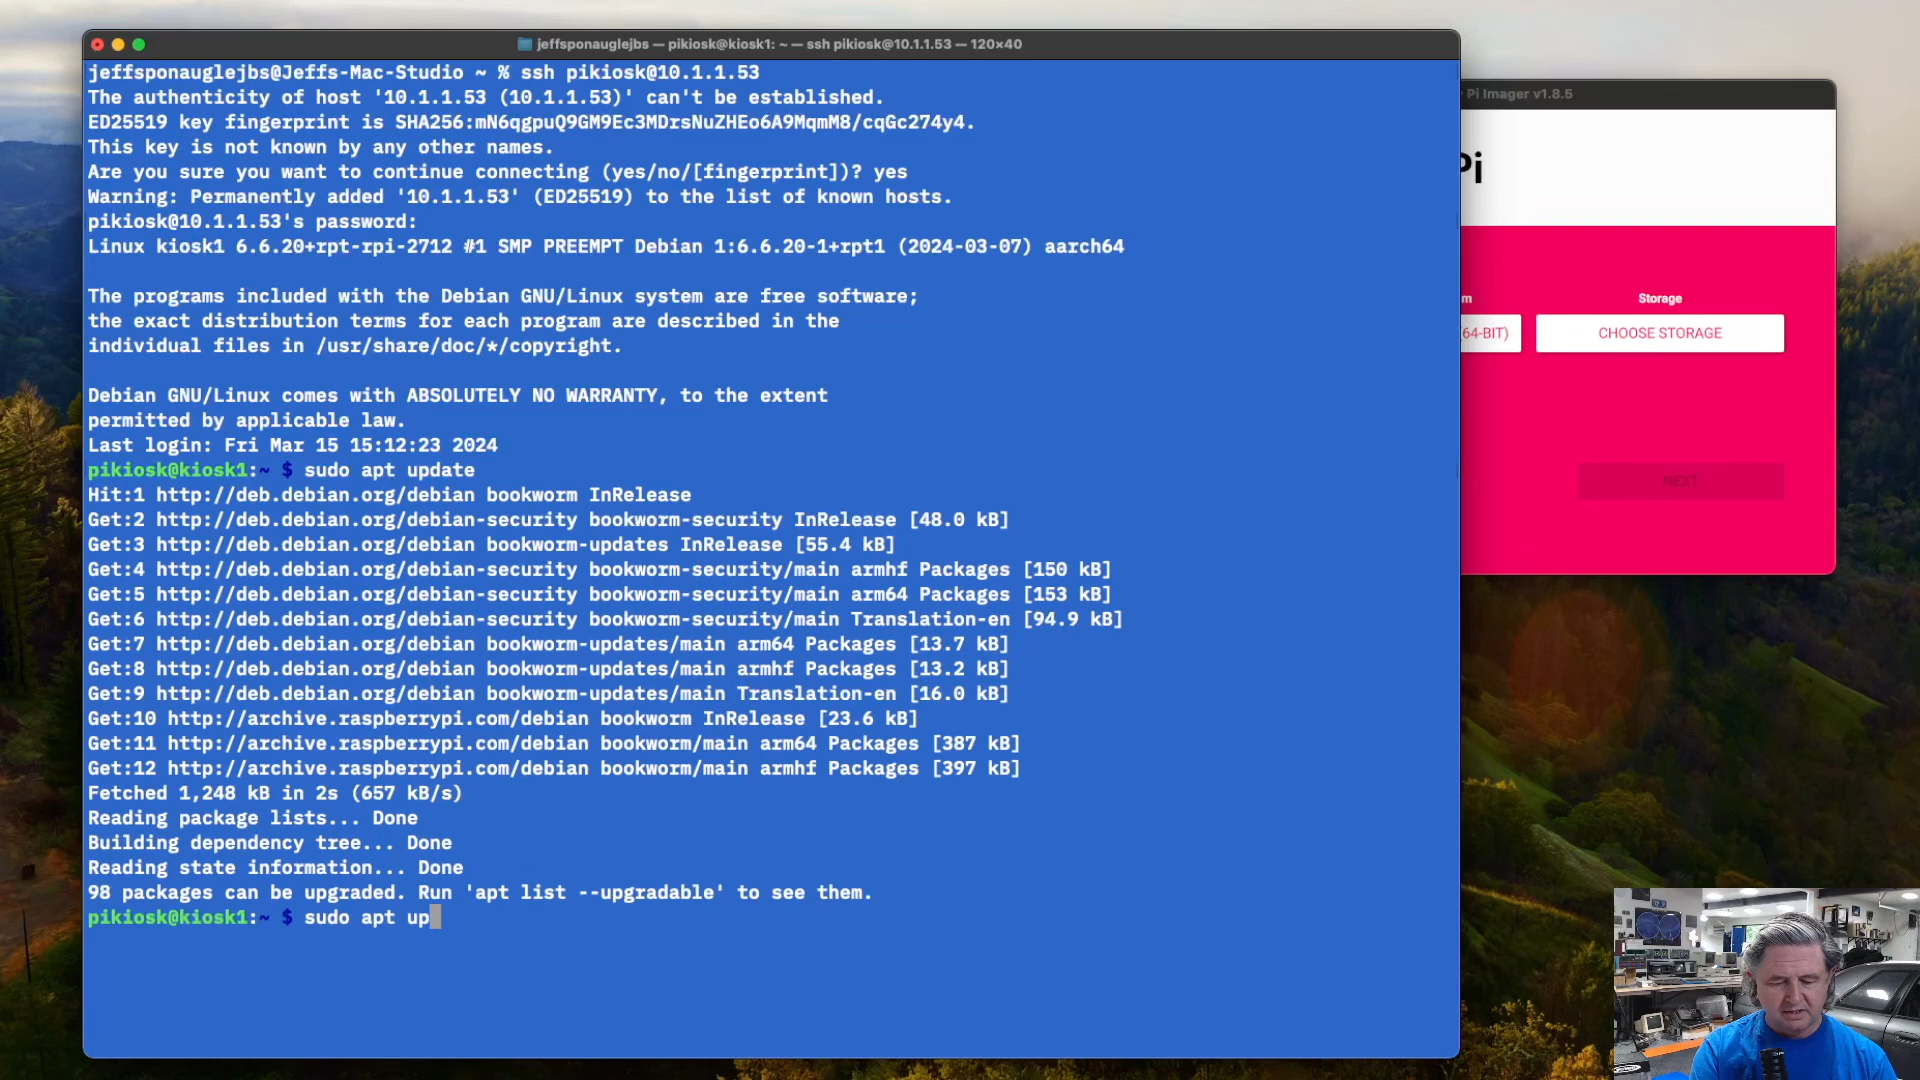 jeffsponauglejbs — pikiosk@kiosk1: ~ — ssh pikiosk@10.1.1.53 — 120×40
jeffsponauglejbs@Jeffs-Mac-Studio ~ % ssh pikiosk@10.1.1.53
The authenticity of host '10.1.1.53 (10.1.1.53)' can't be established.
ED25519 key fingerprint is SHA256:mN6qgpuQ9GM9Ec3MDrsNuZHEo6A9MqmM8/cqGc274y4.
This key is not known by any other names.
Are you sure you want to continue connecting (yes/no/[fingerprint])? yes
Warning: Permanently added '10.1.1.53' (ED25519) to the list of known hosts.
pikiosk@10.1.1.53's password:
Linux kiosk1 6.6.20+rpt-rpi-2712 #1 SMP PREEMPT Debian 1:6.6.20-1+rpt1 (2024-03-07) aarch64
The programs included with the Debian GNU/Linux system are free software;
the exact distribution terms for each program are described in the
individual files in /usr/share/doc/*/copyright.
Debian GNU/Linux comes with ABSOLUTELY NO WARRANTY, to the extent
permitted by applicable law.
Last login: Fri Mar 15 15:12:23 2024
pikiosk@kiosk1:~ $ sudo apt update
Hit:1 http://deb.debian.org/debian bookworm InRelease
Get:2 http://deb.debian.org/debian-security bookworm-security InRelease [48.0 kB]
Get:3 http://deb.debian.org/debian bookworm-updates InRelease [55.4 kB]
Get:4 http://deb.debian.org/debian-security bookworm-security/main armhf Packages [150 kB]
Get:5 http://deb.debian.org/debian-security bookworm-security/main arm64 Packages [153 kB]
Get:6 http://deb.debian.org/debian-security bookworm-security/main Translation-en [94.9 kB]
Get:7 http://deb.debian.org/debian bookworm-updates/main arm64 Packages [13.7 kB]
Get:8 http://deb.debian.org/debian bookworm-updates/main armhf Packages [13.2 kB]
Get:9 http://deb.debian.org/debian bookworm-updates/main Translation-en [16.0 kB]
Get:10 http://archive.raspberrypi.com/debian bookworm InRelease [23.6 kB]
Get:11 http://archive.raspberrypi.com/debian bookworm/main arm64 Packages [387 kB]
Get:12 http://archive.raspberrypi.com/debian bookworm/main armhf Packages [397 kB]
Fetched 1,248 kB in 2s (657 kB/s)
Reading package lists... Done
Building dependency tree... Done
Reading state information... Done
98 packages can be upgraded. Run 'apt list --upgradable' to see them.
pikiosk@kiosk1:~ $ sudo apt up
Pi Imager v1.8.5
Pi
m
Storage
(64-BIT)
CHOOSE STORAGE
NEXT